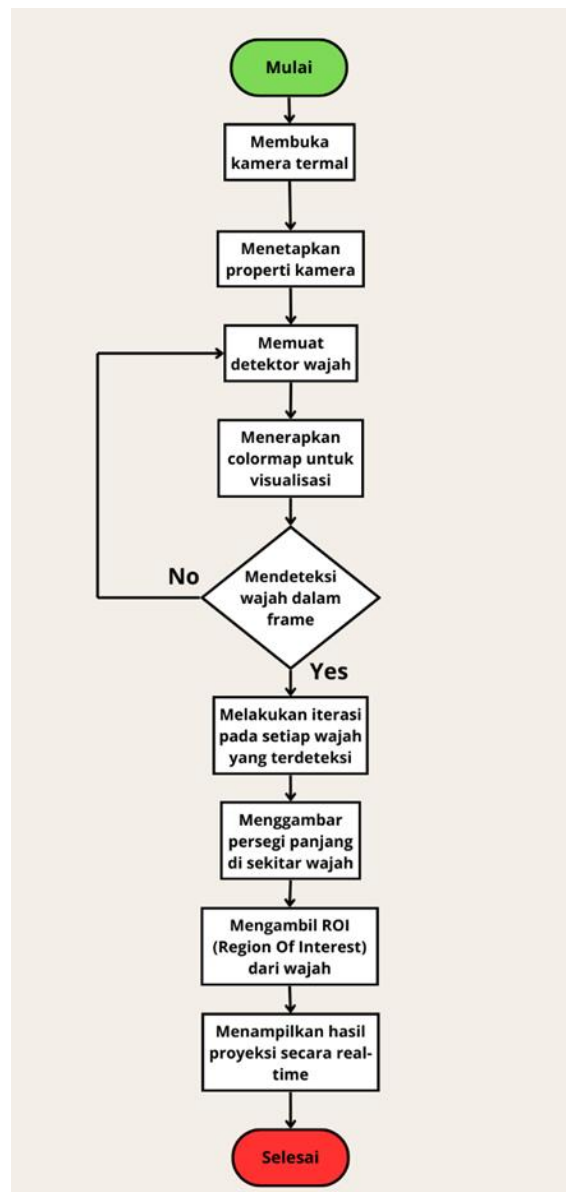 Mulai
Membuka
kamera termal
Menetapkan
properti kamera
Memuat
detektor wajah
Menerapkan
colormap untuk
visualisasi
No
Mendeteksi
wajah dalam
frame
Yes
Melakukan iterasi
pada setiap wajah
yang terdeteksi
Menggambar
persegi panjang
di sekitar wajah
Mengambil ROI
(Region Of Interest)
dari wajah
Menampilkan hasil
proyeksi secara real-
time
Selesai